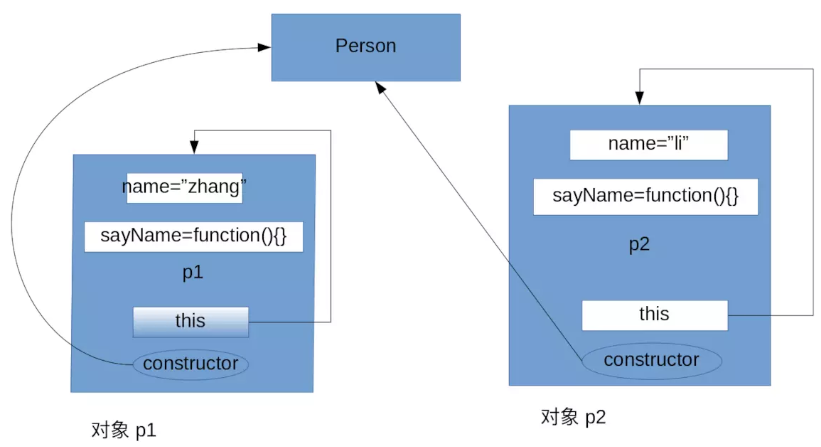 Person
name=”zhang”
sayName=function(){}
p1
this
constructor
对象 p1
name=”li”
sayName=function(){}
p2
this
constructor
对象 p2